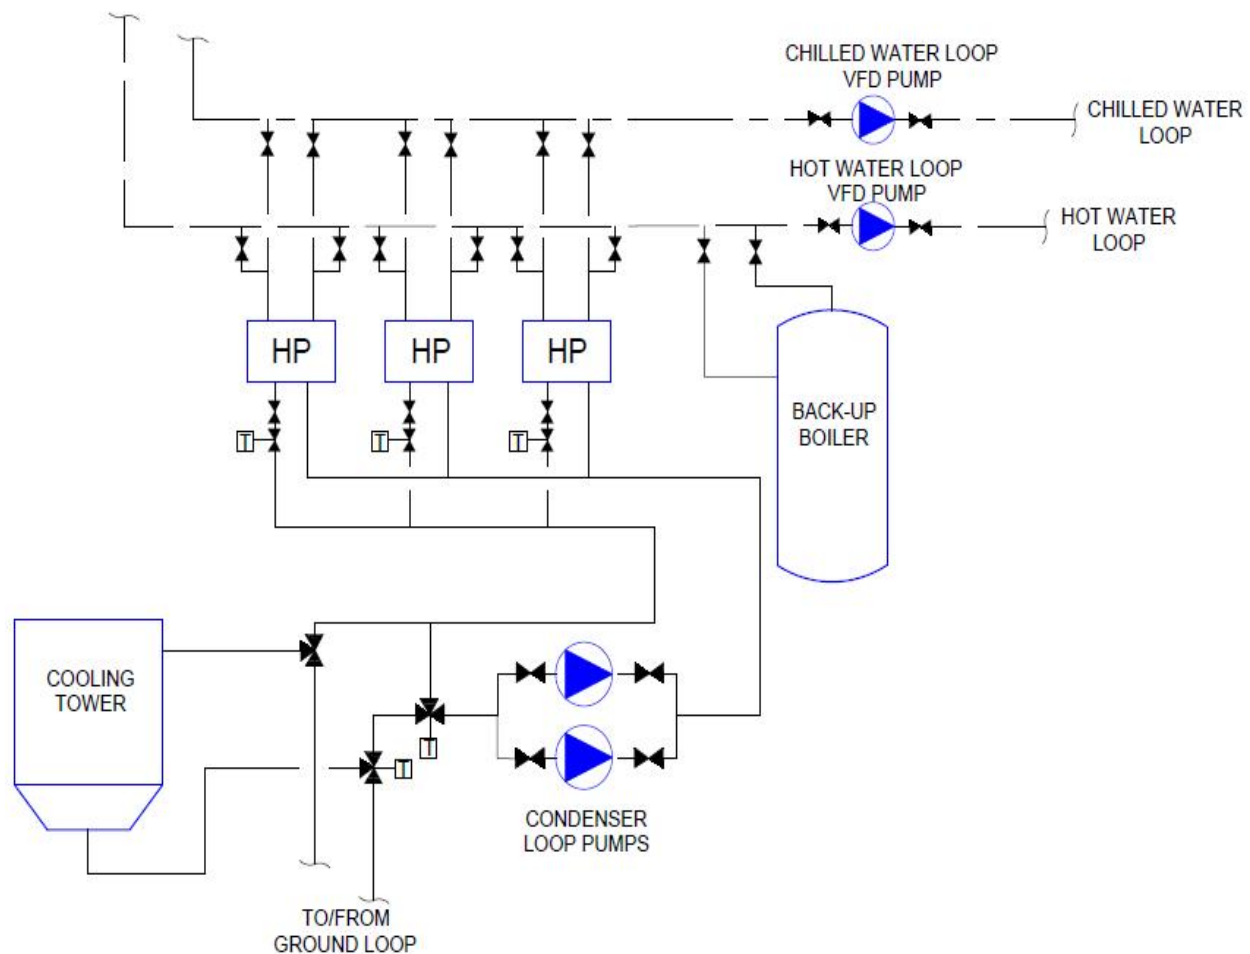 CHILLED WATER LOOP
VFD PUMP
CHILLED WATER
LOOP
HOT WATER LOOP
VFD PUMP
HOT WATER
LOOP
HP
HP
HP
T
T
T
BACK-UP
BOILER
COOLING
TOWER
T
T
CONDENSER
LOOP PUMPS
TO/FROM
GROUND LOOP